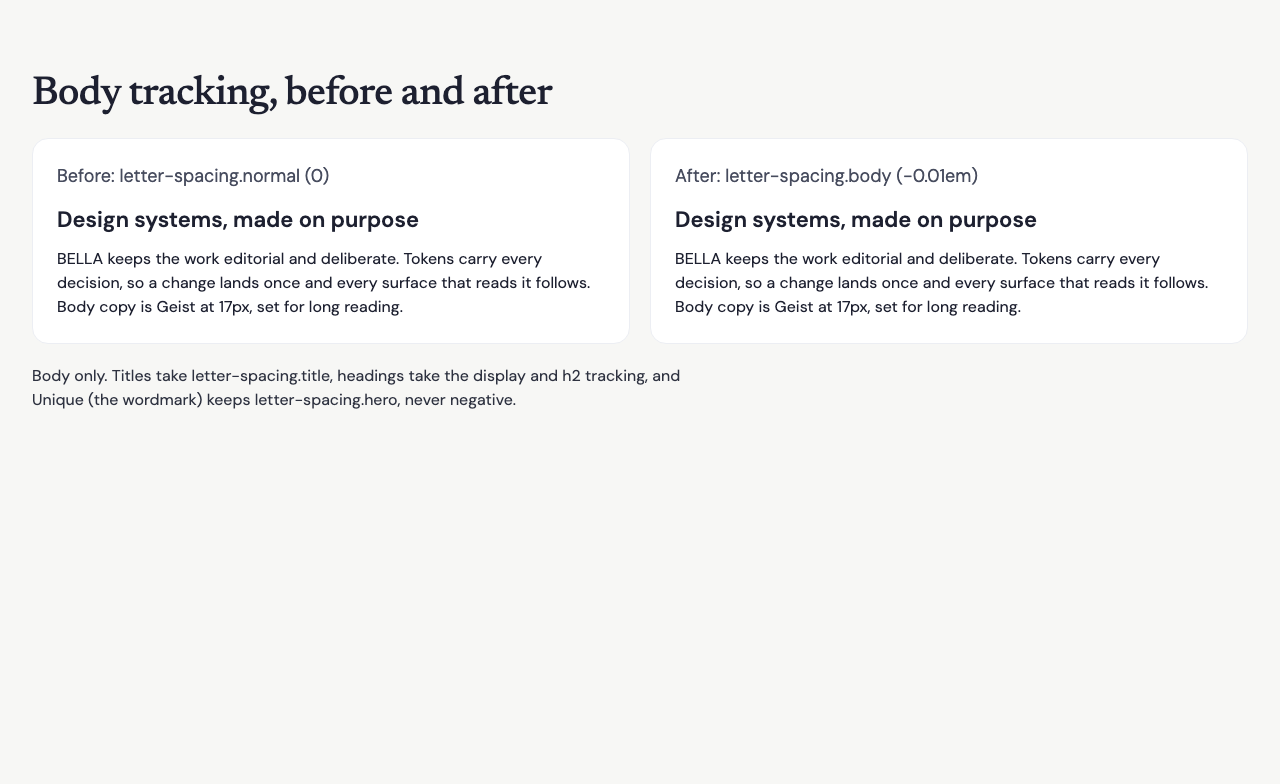 Body tracking, before and after
Before: letter-spacing.normal (0)
Design systems, made on purpose
BELLA keeps the work editorial and deliberate. Tokens carry every
decision, so a change lands once and every surface that reads it follows.
Body copy is Geist at 17px, set for long reading.
After: letter-spacing.body (-0.01em)
Design systems, made on purpose
BELLA keeps the work editorial and deliberate. Tokens carry every
decision, so a change lands once and every surface that reads it follows.
Body copy is Geist at 17px, set for long reading.
Body only. Titles take letter-spacing.title, headings take the display and h2 tracking, and
Unique (the wordmark) keeps letter-spacing.hero, never negative.